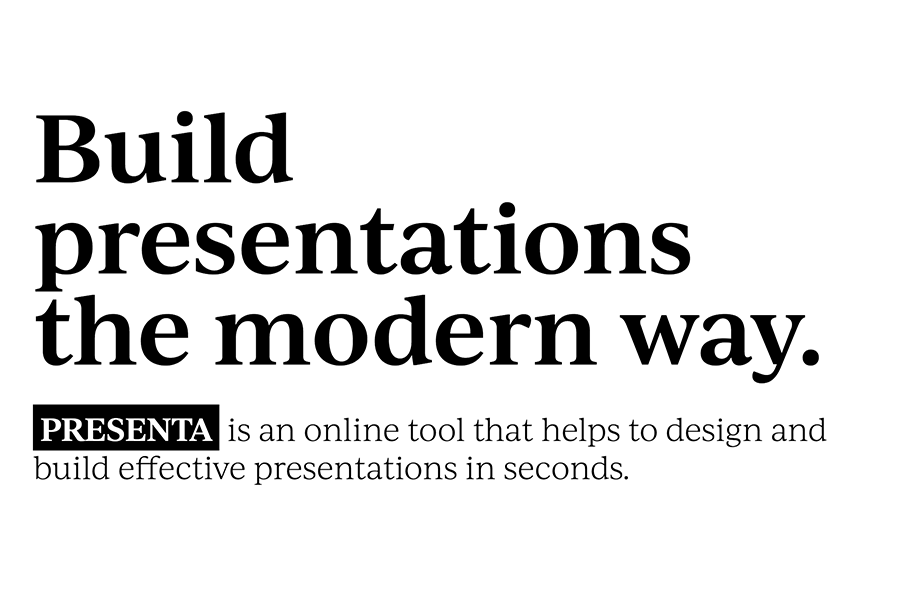 Build
presentations
the modern way.
PRESENTA is an online tool that helps to design and
build effective presentations in seconds.